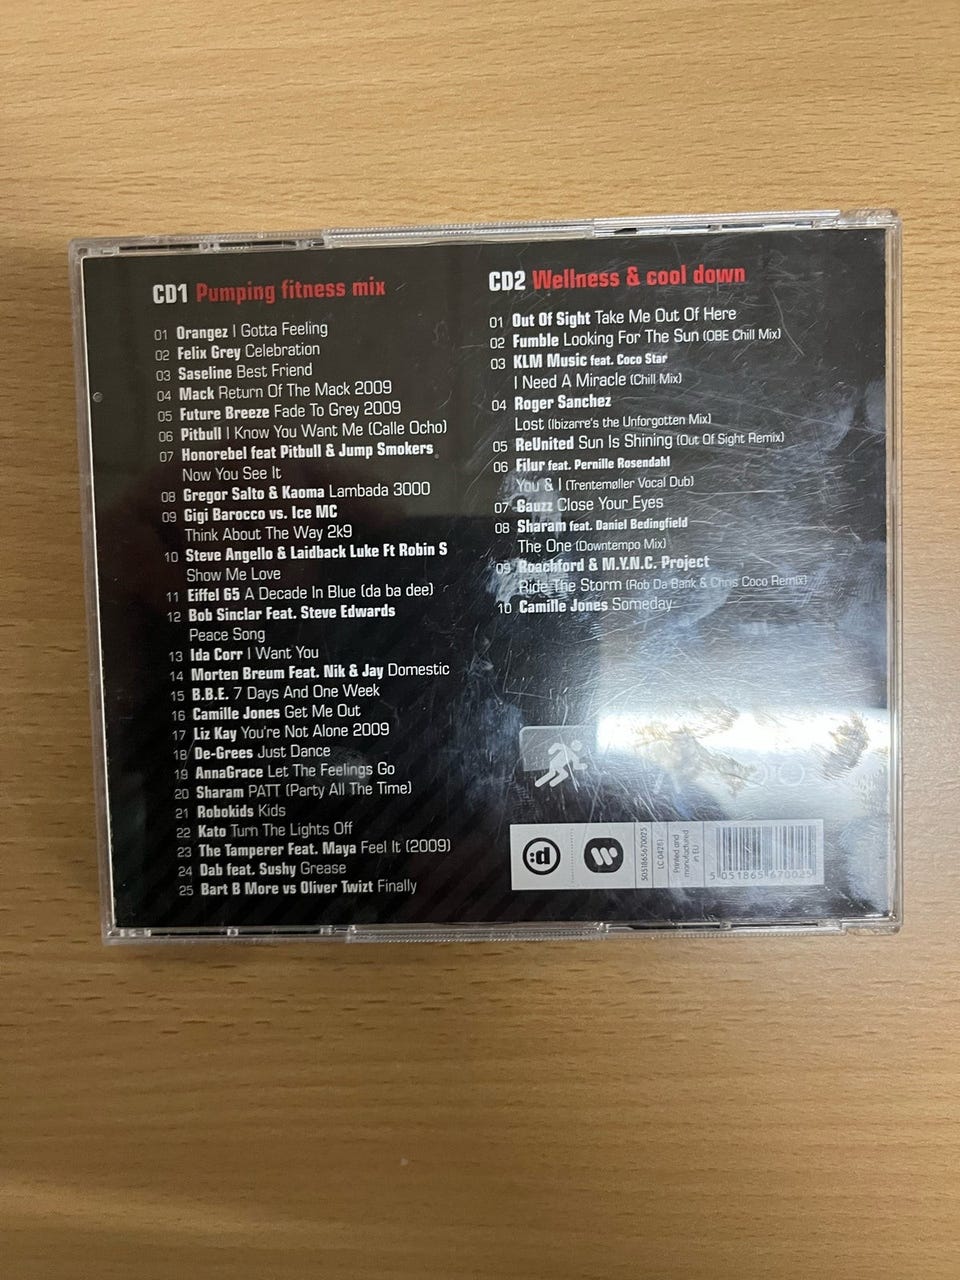 CD1 Pumping fitness mix
01 Orangez I Gotta Feeling
02 Felix Grey Celebration
03 Saseline Best Friend
04 Mack Return Of The Mack 2009
05 Future Breeze Fade To Grey 2009
06 Pitbull I Know You Want Me (Calle Ocho)
07 Honorebel feat Pitbull & Jump Smokers
Now You See It
08 Gregor Salto & Kaoma Lambada 3000
09 Gigi Barocco vs. Ice MC
Think About The Way 2k9
10 Steve Angello & Laidback Luke Ft Robin S
Show Me Love
11 Eiffel 65 A Decade In Blue (da ba dee)
12 Bob Sinclar Feat. Steve Edwards
Peace Song
13 Ida Corr I Want You
14 Morten Breum Feat. Nik & Jay Domestic
15 B.B.E. 7 Days And One Week
16 Camille Jones Get Me Out
17 Liz Kay You're Not Alone 2009
18 De-Grees Just Dance
19 AnnaGrace Let The Feelings Go
20 Sharam PATT (Party All The Time)
21 Robokids Kids
22 Kato Turn The Lights Off
23 The Tamperer Feat. Maya Feel It (2009)
24 Dab feat. Sushy Grease
25 Bart B More vs Oliver Twizt Finally
CD2 Wellness & cool down
01 Out Of Sight Take Me Out Of Here
02 Fumble Looking For The Sun (OBE Chill Mix)
03 KLM Music feat. Coco Star
I Need A Miracle (Chill Mix)
04 Roger Sanchez
Lost (Ibizarre's the Unforgotten Mix)
05 ReUnited Sun Is Shining (Out Of Sight Remix)
06 Filur feat. Pernille Rosendahl
You & I (Trentemøller Vocal Dub)
07 Gauzz Close Your Eyes
08 Sharam feat. Daniel Bedingfield
The One (Downtempo Mix)
09 Roachford & M.Y.N.C. Project
Ride The Storm (Rob Da Bank & Chris Coco Remix)
10 Camille Jones Someday
:d
5051865670025
LC 04281
Printed and
manufactured
in EU
5 051865 670025